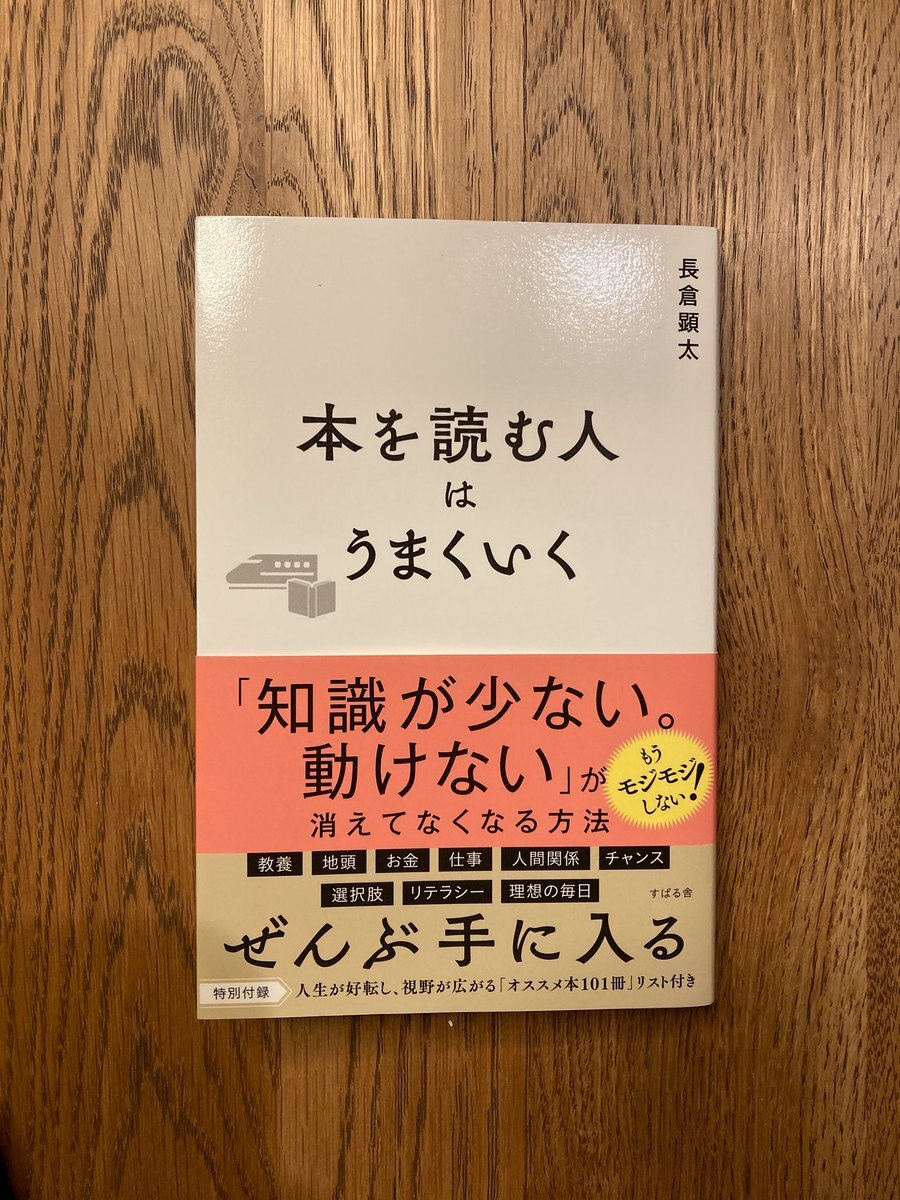 長倉顕太
本を読む人
は
うまくいく
「知識が少ない。
動けない」が
消えてなくなる方法
もう
モジモジ
しない!
教養 地頭 お金 仕事 人間関係 チャンス
選択肢 リテラシー 理想の毎日
すばる舎
ぜんぶ手に入る
特別付録 人生が好転し、視野が広がる「オススメ本101冊」リスト付き